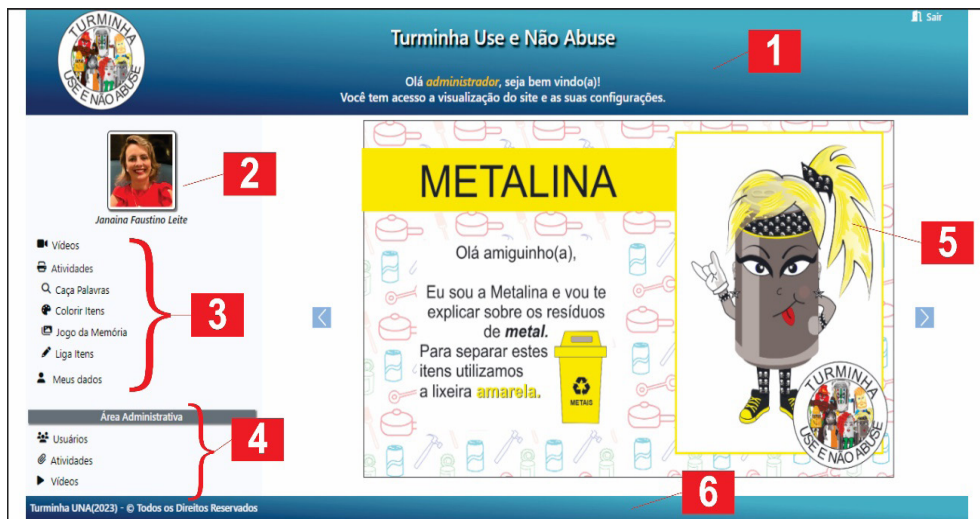 TURMINHA
USE E NÃO ABUSE
Turminha Use e Não Abuse
Sair
1
Olá administrador, seja bem vindo(a)!
Você tem acesso a visualização do site e as suas configurações.
2
Janaina Faustino Leite
Vídeos
Atividades
Caça Palavras
Colorir Itens
Jogo da Memória
Liga Itens
Meus dados
3
Área Administrativa
Usuários
Atividades
Vídeos
4
METALINA
Olá amiguinho(a),
Eu sou a Metalina e vou te
explicar sobre os resíduos
de metal.
Para separar estes
itens utilizamos
a lixeira amarela.
METAIS
5
TURMINHA
USE E NÃO ABUSE
6
Turminha UNA(2023) - © Todos os Direitos Reservados